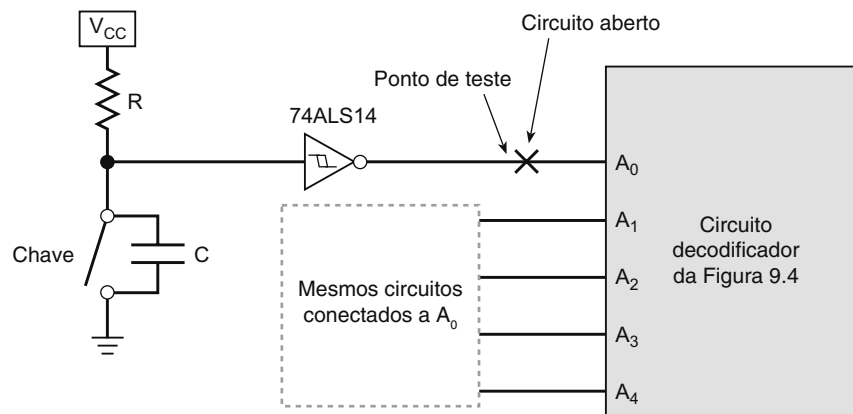 V_CC
R
74ALS14
Circuito aberto
Ponto de teste
Chave
C
Mesmos circuitos
conectados a A_0
A_0
A_1
A_2
A_3
A_4
Circuito
decodificador
da Figura 9.4